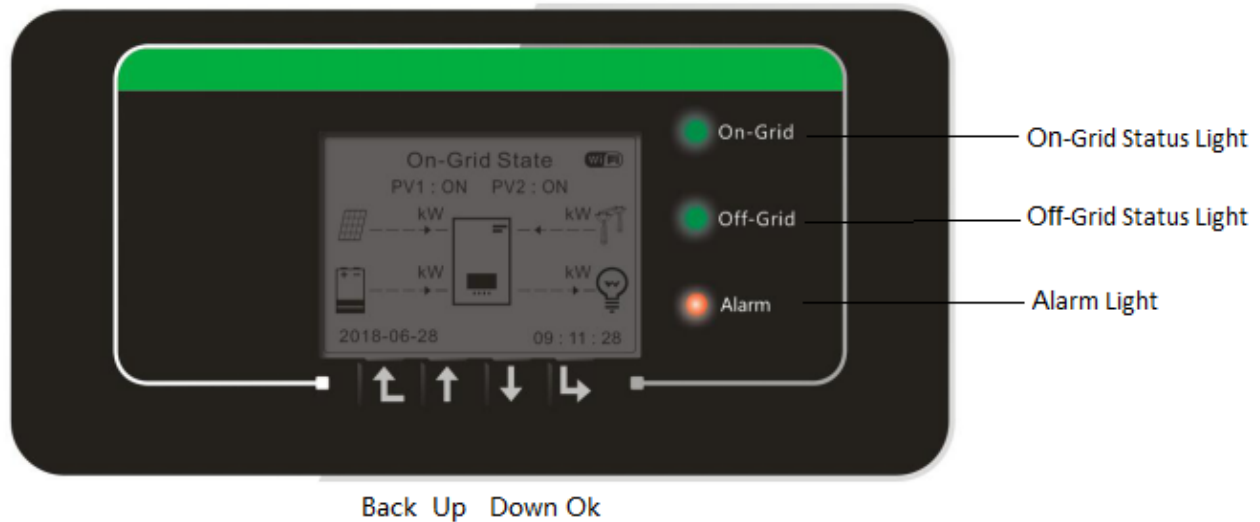 On-Grid State WiFi
PV1 : ON PV2 : ON
kW kW
kW kW
2018-06-28 09 : 11 : 28
On-Grid
Off-Grid
Alarm
On-Grid Status Light
Off-Grid Status Light
Alarm Light
Back Up Down Ok